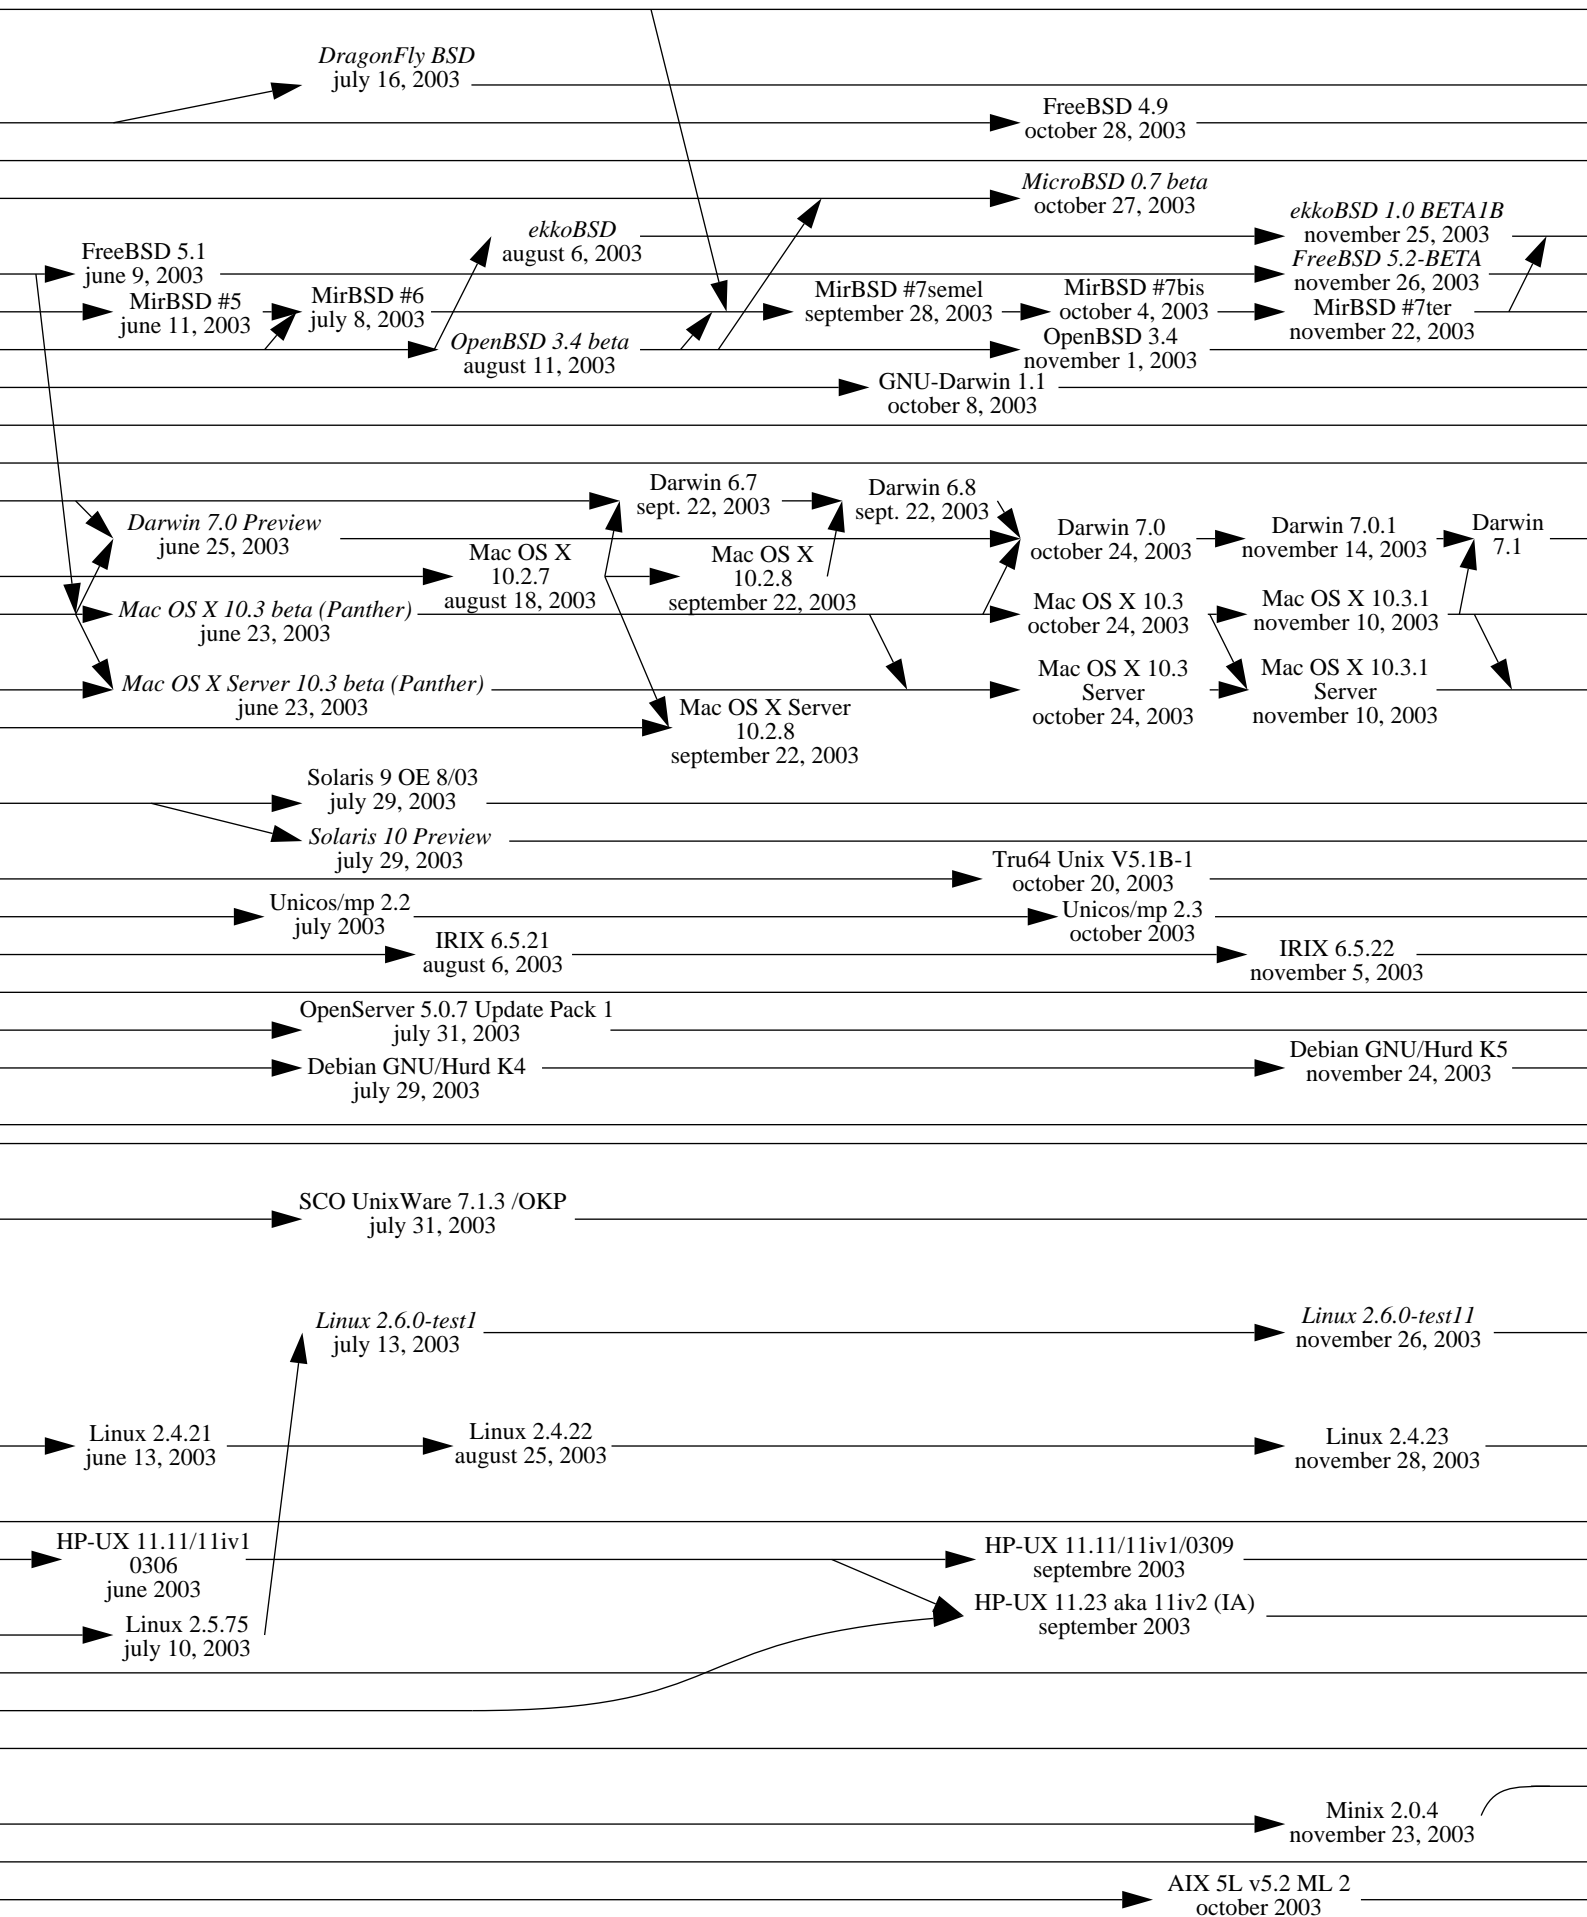 DragonFly BSD
july 16, 2003
FreeBSD 4.9
october 28, 2003
MicroBSD 0.7 beta
october 27, 2003
ekkoBSD 1.0 BETA1B
november 25, 2003
ekkoBSD
august 6, 2003
FreeBSD 5.1
june 9, 2003
FreeBSD 5.2-BETA
november 26, 2003
MirBSD #5
june 11, 2003
MirBSD #6
july 8, 2003
MirBSD #7semel
september 28, 2003
MirBSD #7bis
october 4, 2003
MirBSD #7ter
november 22, 2003
OpenBSD 3.4 beta
august 11, 2003
OpenBSD 3.4
november 1, 2003
GNU-Darwin 1.1
october 8, 2003
Darwin 6.7
sept. 22, 2003
Darwin 6.8
sept. 22, 2003
Darwin 7.0 Preview
june 25, 2003
Darwin 7.0
october 24, 2003
Darwin 7.0.1
november 14, 2003
Darwin
7.1
Mac OS X
10.2.7
august 18, 2003
Mac OS X
10.2.8
september 22, 2003
Mac OS X 10.3 beta (Panther)
june 23, 2003
Mac OS X 10.3
october 24, 2003
Mac OS X 10.3.1
november 10, 2003
Mac OS X Server 10.3 beta (Panther)
june 23, 2003
Mac OS X 10.3
Server
october 24, 2003
Mac OS X 10.3.1
Server
november 10, 2003
Mac OS X Server
10.2.8
september 22, 2003
Solaris 9 OE 8/03
july 29, 2003
Solaris 10 Preview
july 29, 2003
Tru64 Unix V5.1B-1
october 20, 2003
Unicos/mp 2.2
july 2003
Unicos/mp 2.3
october 2003
IRIX 6.5.21
august 6, 2003
IRIX 6.5.22
november 5, 2003
OpenServer 5.0.7 Update Pack 1
july 31, 2003
Debian GNU/Hurd K4
july 29, 2003
Debian GNU/Hurd K5
november 24, 2003
SCO UnixWare 7.1.3 /OKP
july 31, 2003
Linux 2.6.0-test1
july 13, 2003
Linux 2.6.0-test11
november 26, 2003
Linux 2.4.21
june 13, 2003
Linux 2.4.22
august 25, 2003
Linux 2.4.23
november 28, 2003
HP-UX 11.11/11iv1
0306
june 2003
HP-UX 11.11/11iv1/0309
septembre 2003
HP-UX 11.23 aka 11iv2 (IA)
september 2003
Linux 2.5.75
july 10, 2003
Minix 2.0.4
november 23, 2003
AIX 5L v5.2 ML 2
october 2003